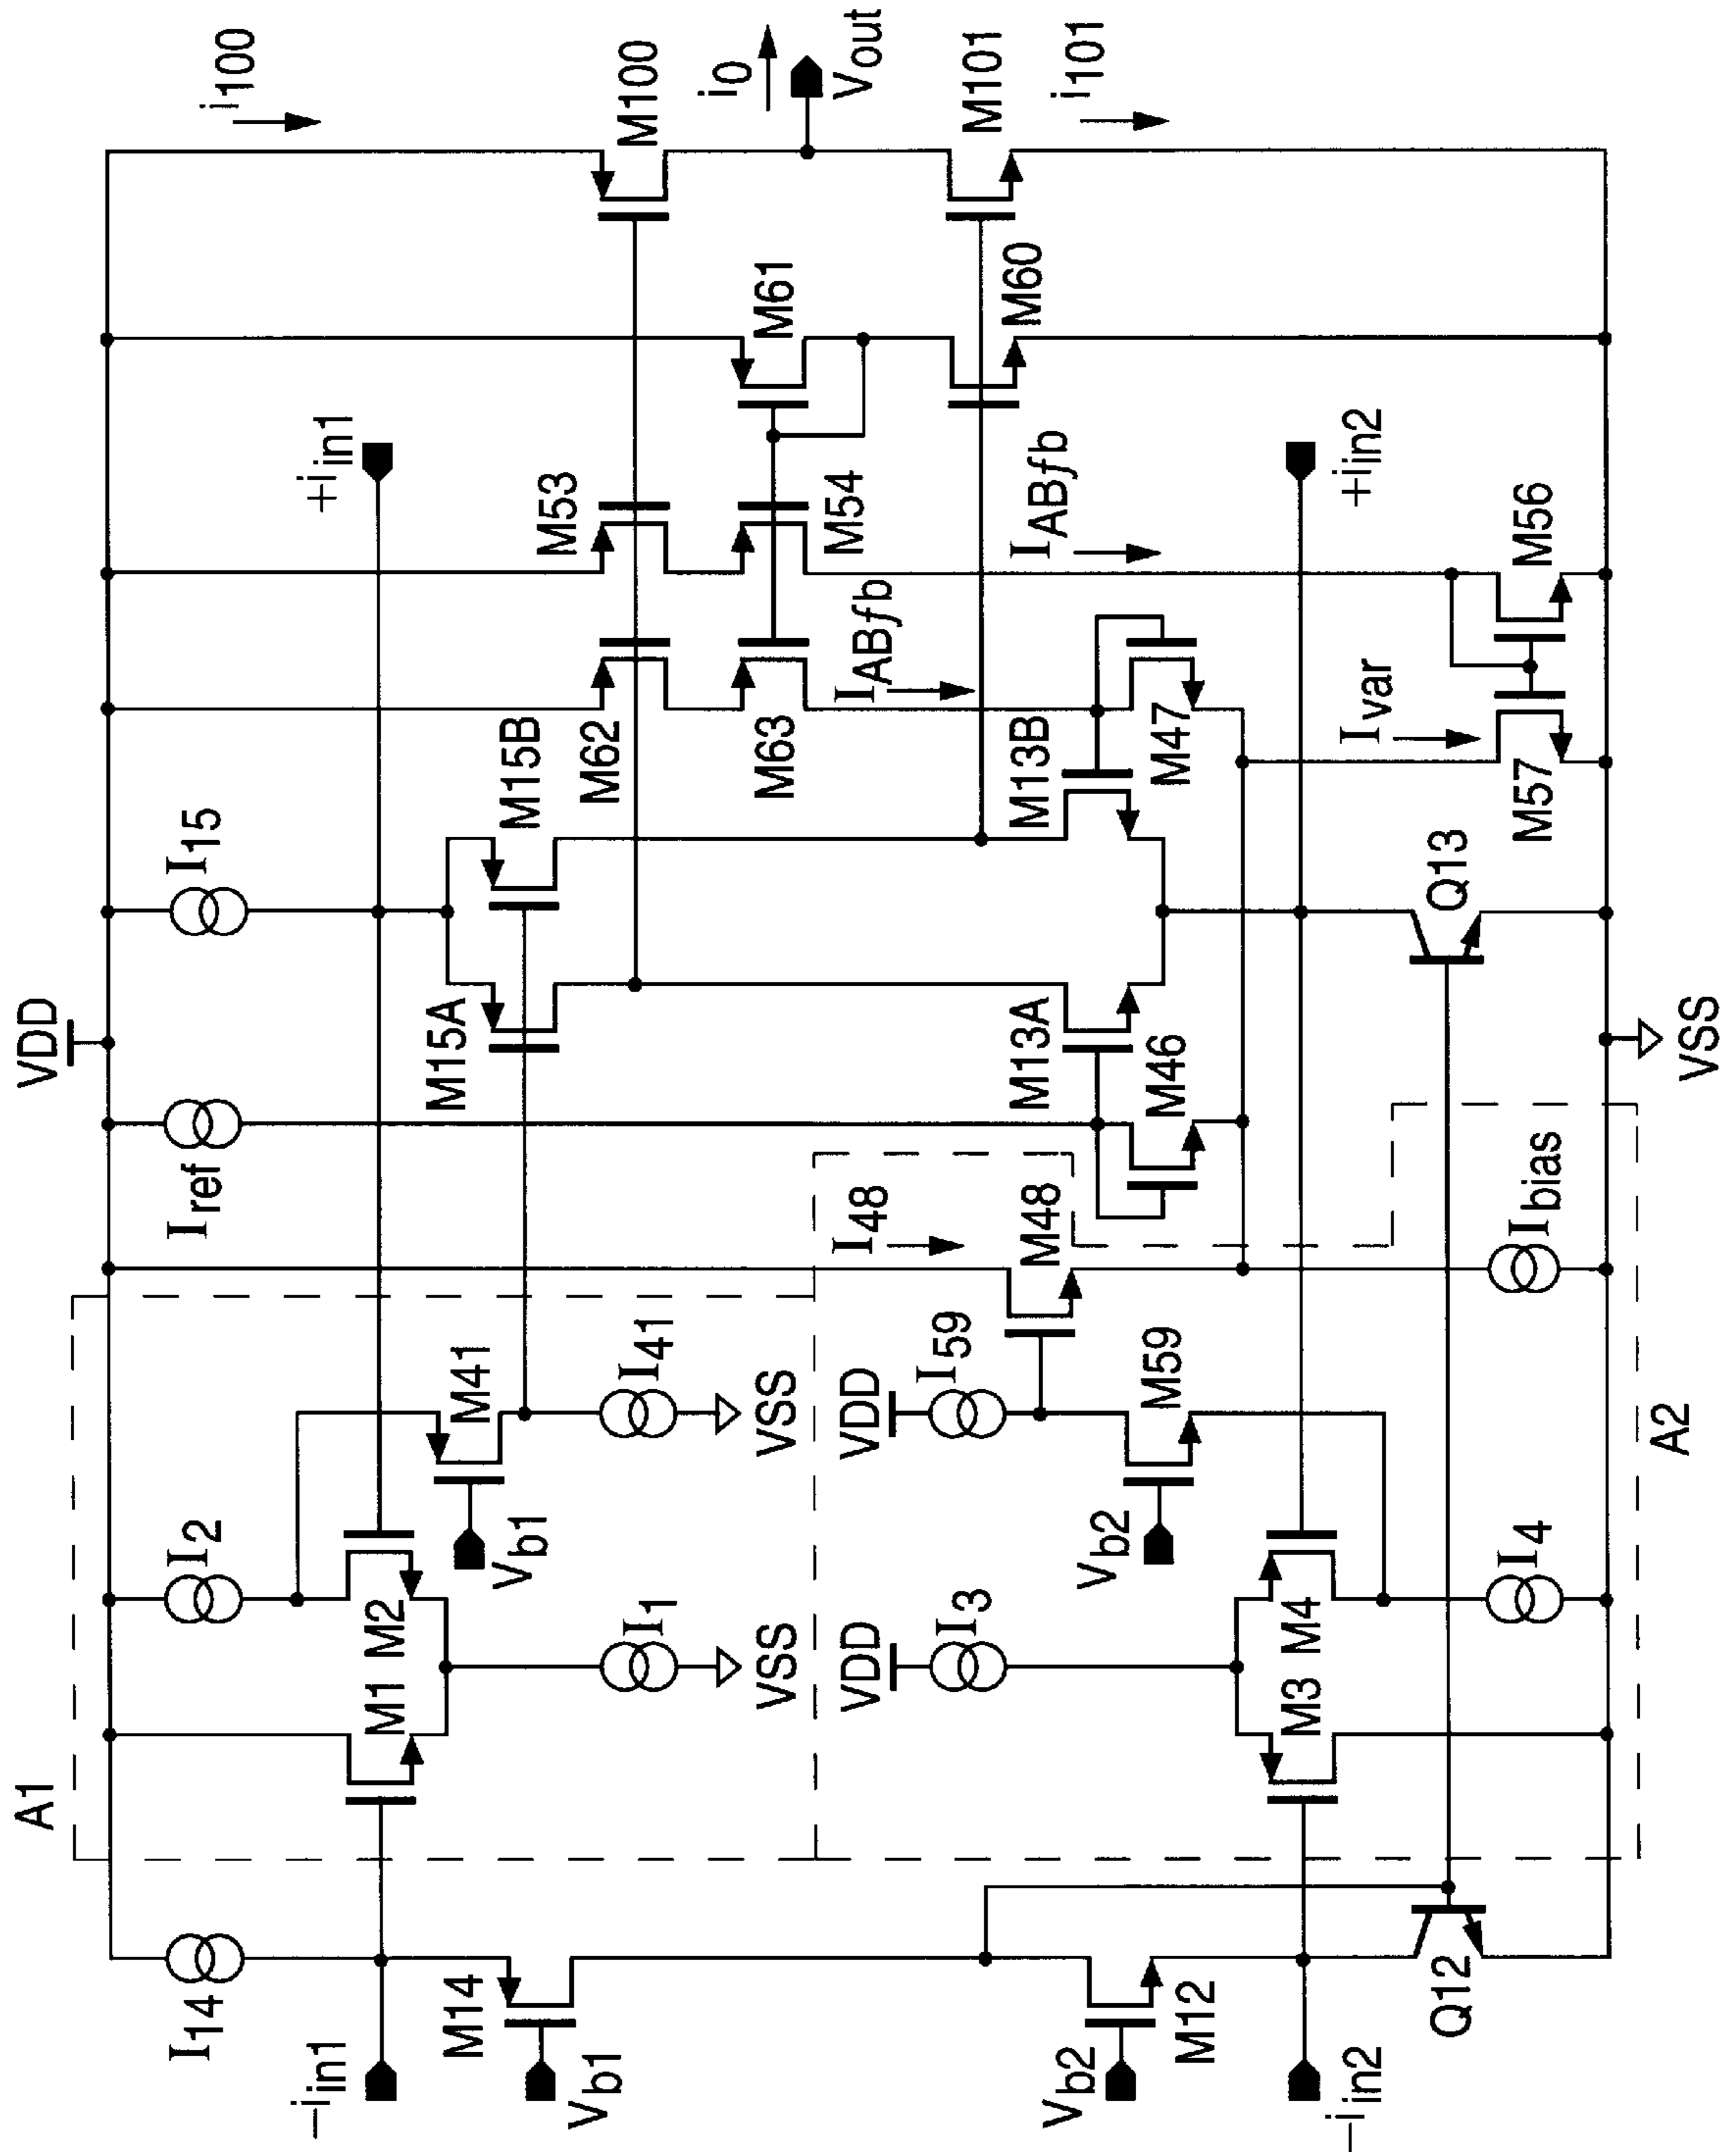 VDD
A1
I14
−iin1
M14
Vb1
Vb2
M12
−iin2
Q12
I2
M1
M2
M41
Vb1
I1
VSS
I41
VSS
VDD
I3
VDD
I59
Vb2
M59
M3
M4
I4
A2
Iref
I48
M48
Ibias
I15
M15A
M15B
M13A
M46
M13B
M47
Q13
VSS
+iin1
M62
M53
M63
M54
IABfb
IABfb
+iin2
Ivar
M57
M56
M61
M60
i100
M100
i0
Vout
M101
i101